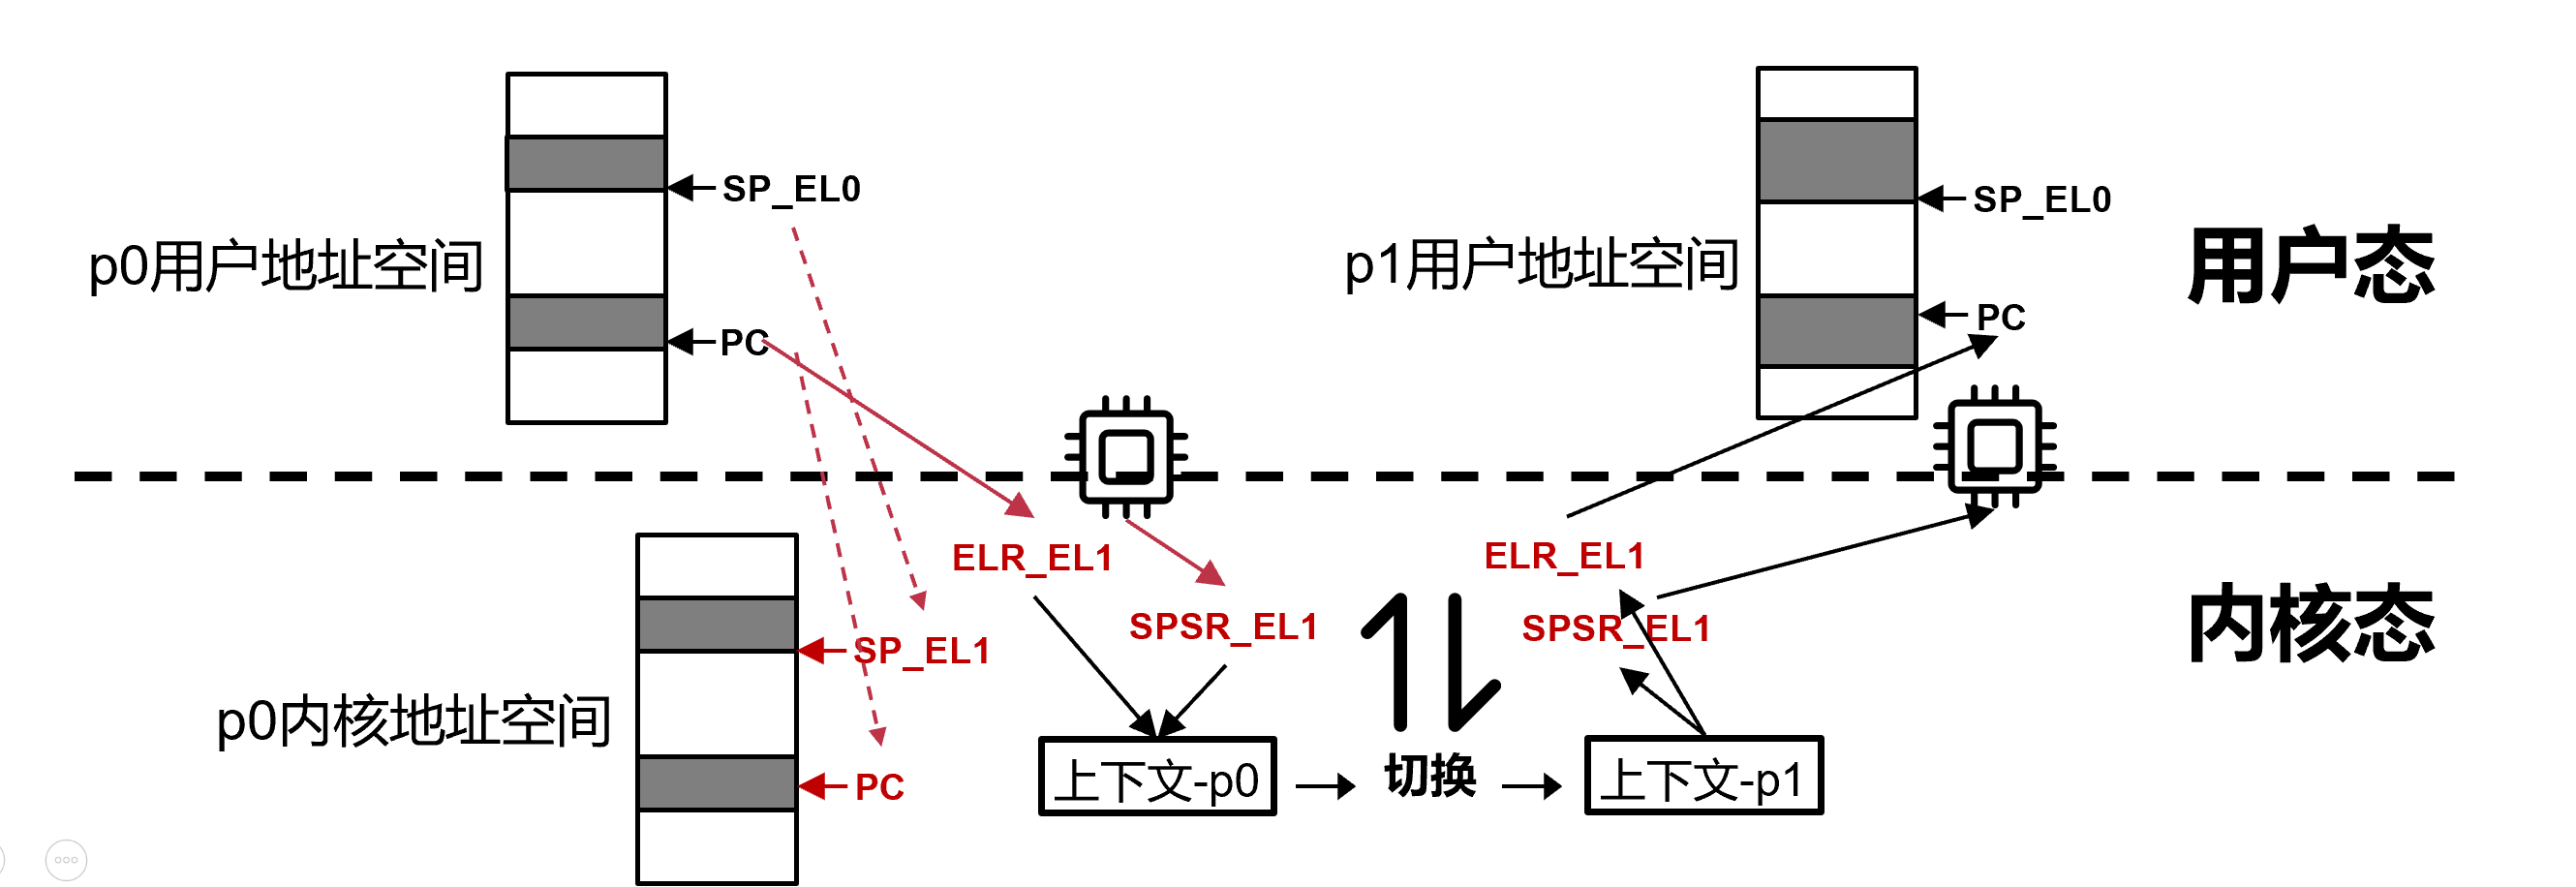 SP_EL0
p0用户地址空间
PC
SP_EL0
p1用户地址空间
PC
用户态
ELR_EL1
SPSR_EL1
SP_EL1
p0内核地址空间
PC
上下文-p0
切换
ELR_EL1
SPSR_EL1
上下文-p1
内核态